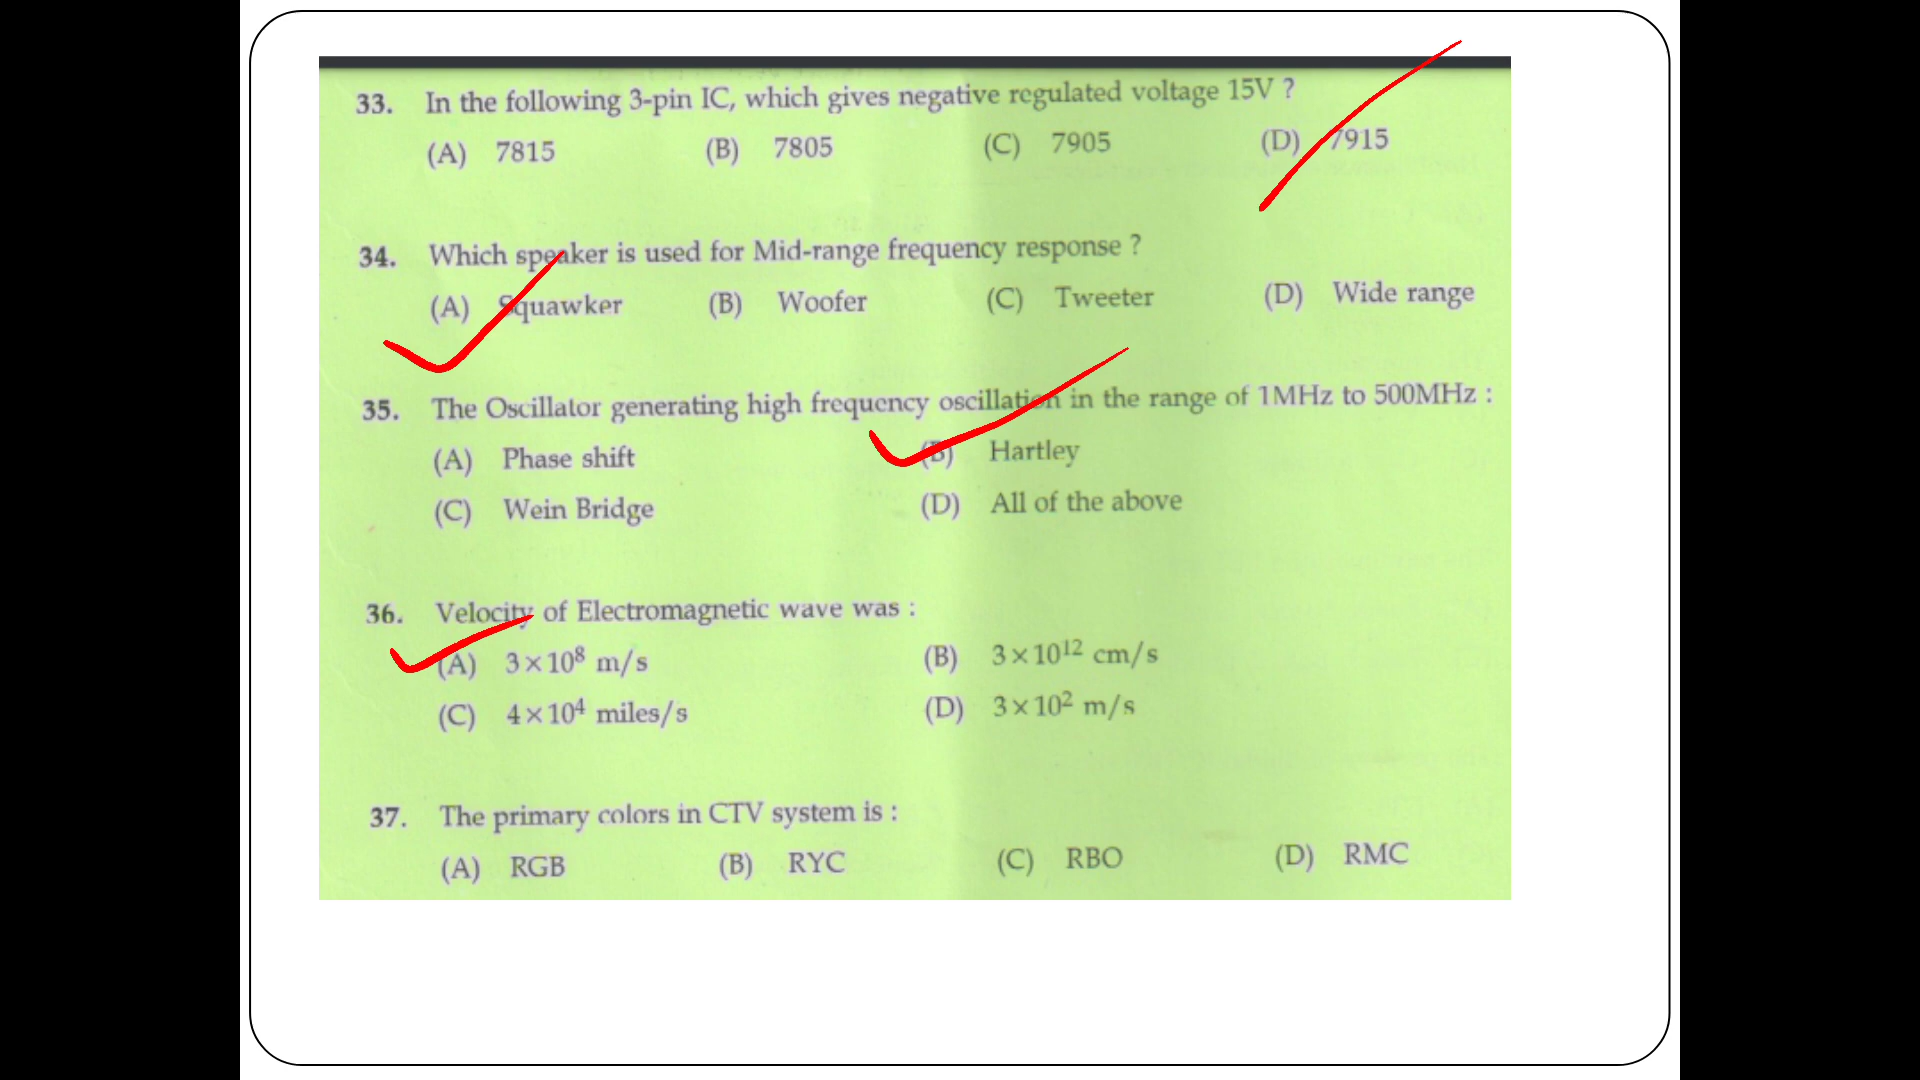 33. In the following 3-pin IC, which gives negative regulated voltage 15V ?
(A) 7815 (B) 7805 (C) 7905 (D) 7915
34. Which speaker is used for Mid-range frequency response ?
(A) Squawker (B) Woofer (C) Tweeter (D) Wide range
35. The Oscillator generating high frequency oscillation in the range of 1MHz to 500MHz :
(A) Phase shift (B) Hartley
(C) Wein Bridge (D) All of the above
36. Velocity of Electromagnetic wave was :
(A) 3×10⁸ m/s (B) 3×10¹² cm/s
(C) 4×10⁴ miles/s (D) 3×10² m/s
37. The primary colors in CTV system is :
(A) RGB (B) RYC (C) RBO (D) RMC